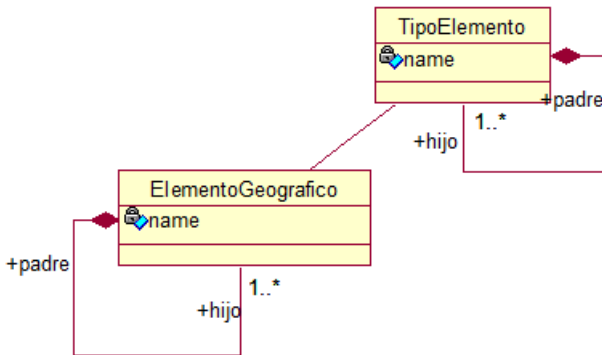 TipoElemento
name
+padre
1..*
+hijo
ElementoGeografico
name
+padre
1..*
+hijo